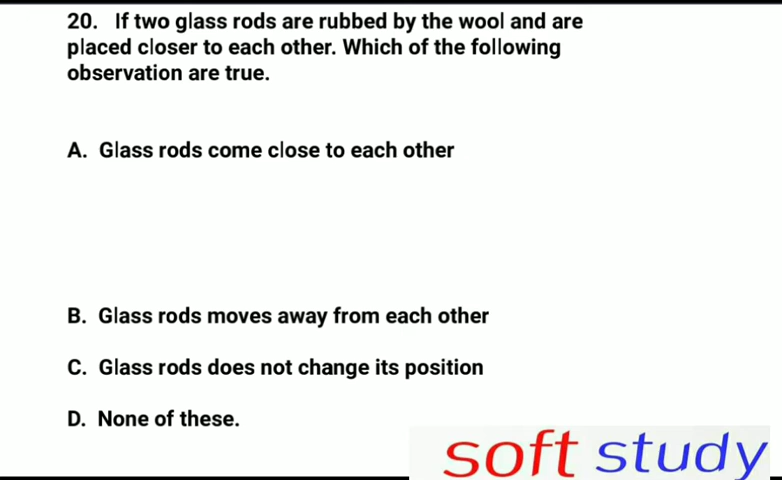 20. If two glass rods are rubbed by the wool and are
placed closer to each other. Which of the following
observation are true.
A. Glass rods come close to each other
B. Glass rods moves away from each other
C. Glass rods does not change its position
D. None of these.
soft study